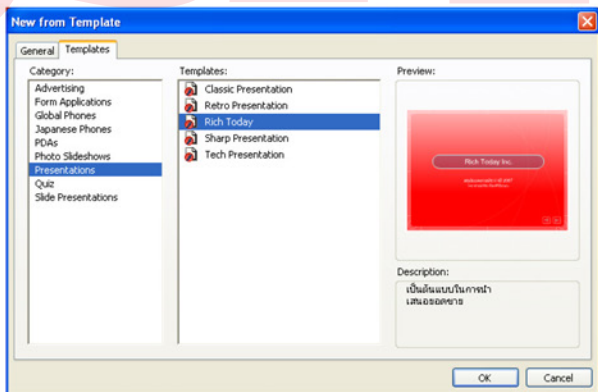 New from Template
General Templates
Category:
Advertising
Form Applications
Global Phones
Japanese Phones
PDAs
Photo Slideshows
Presentations
Quiz
Slide Presentations
Templates:
Classic Presentation
Retro Presentation
Rich Today
Sharp Presentation
Tech Presentation
Preview:
Rich Today Inc.
Description:
เป็นต้นแบบในการนำ
เสนอยอดขาย
OK Cancel